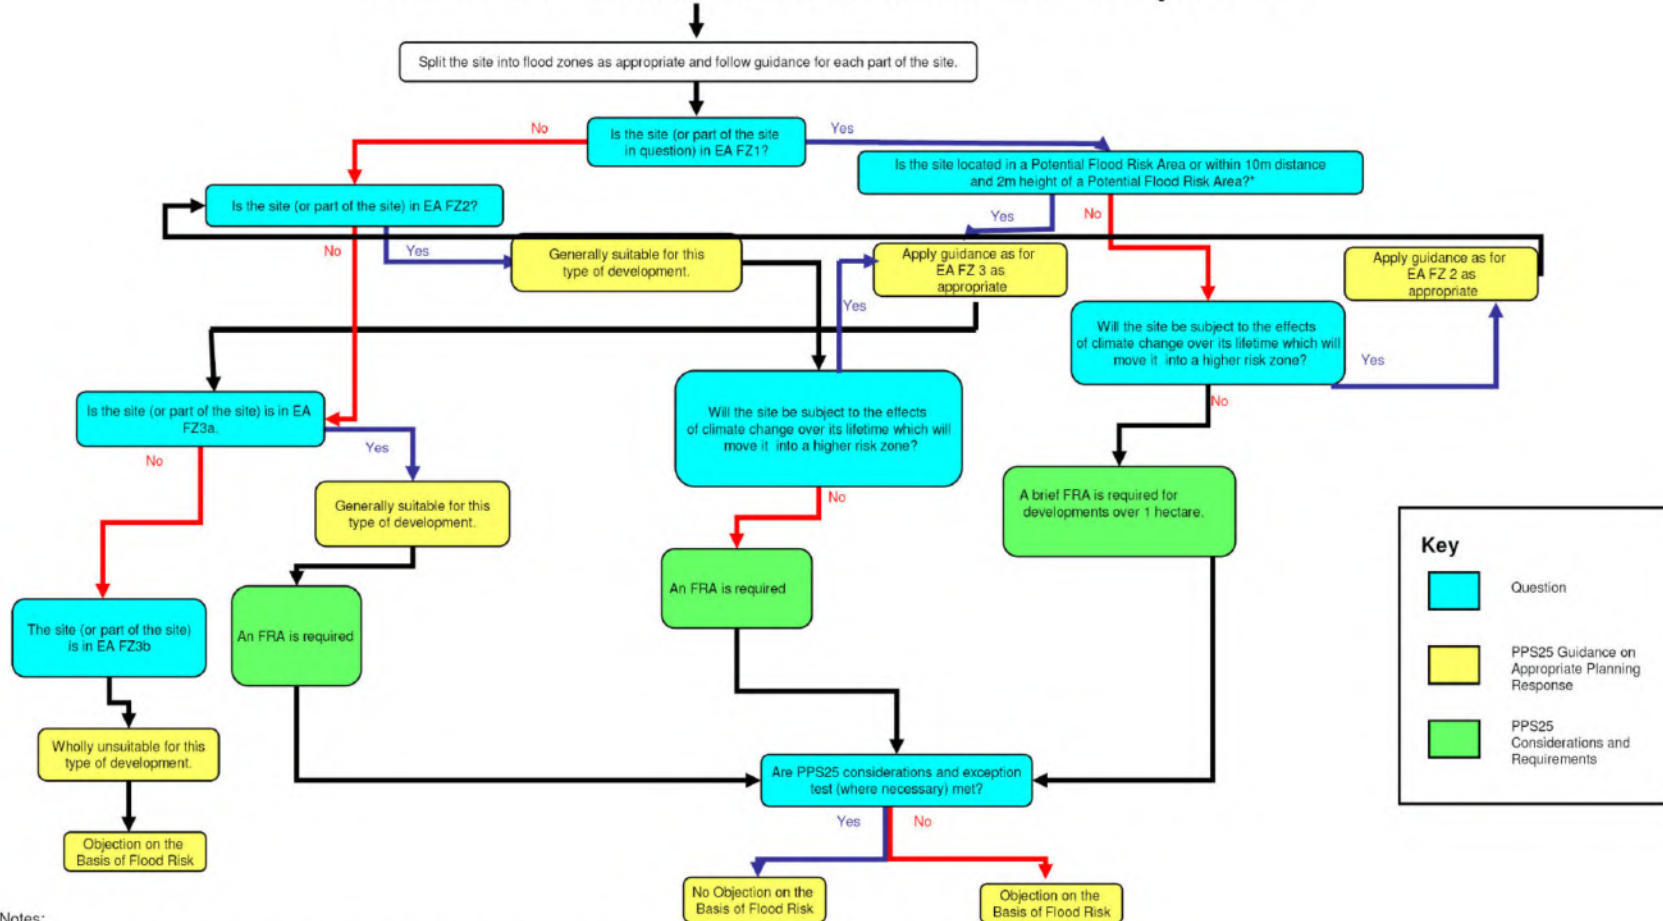 Split the site into flood zones as appropriate and follow guidance for each part of the site.
No
Is the site (or part of the site
in question) in EA FZ1?
Yes
Is the site located in a Potential Flood Risk Area or within 10m distance
and 2m height of a Potential Flood Risk Area?*
Is the site (or part of the site) in EA FZ2?
Yes
No
No
Yes
Generally suitable for this
type of development.
Apply guidance as for
EA FZ 3 as
appropriate
Apply guidance as for
EA FZ 2 as
appropriate
Yes
Will the site be subject to the effects
of climate change over its lifetime which will
move it into a higher risk zone?
Yes
Is the site (or part of the site) is in EA
FZ3a.
Will the site be subject to the effects
of climate change over its lifetime which will
move it into a higher risk zone?
No
No
Yes
Generally suitable for this
type of development.
No
A brief FRA is required for
developments over 1 hectare.
An FRA is required
The site (or part of the site)
is in EA FZ3b
An FRA is required
Key
Question
PPS25 Guidance on
Appropriate Planning
Response
PPS25
Considerations and
Requirements
Wholly unsuitable for this
type of development.
Are PPS25 considerations and exception
test (where necessary) met?
Yes
No
Objection on the
Basis of Flood Risk
No Objection on the
Basis of Flood Risk
Objection on the
Basis of Flood Risk
Notes: